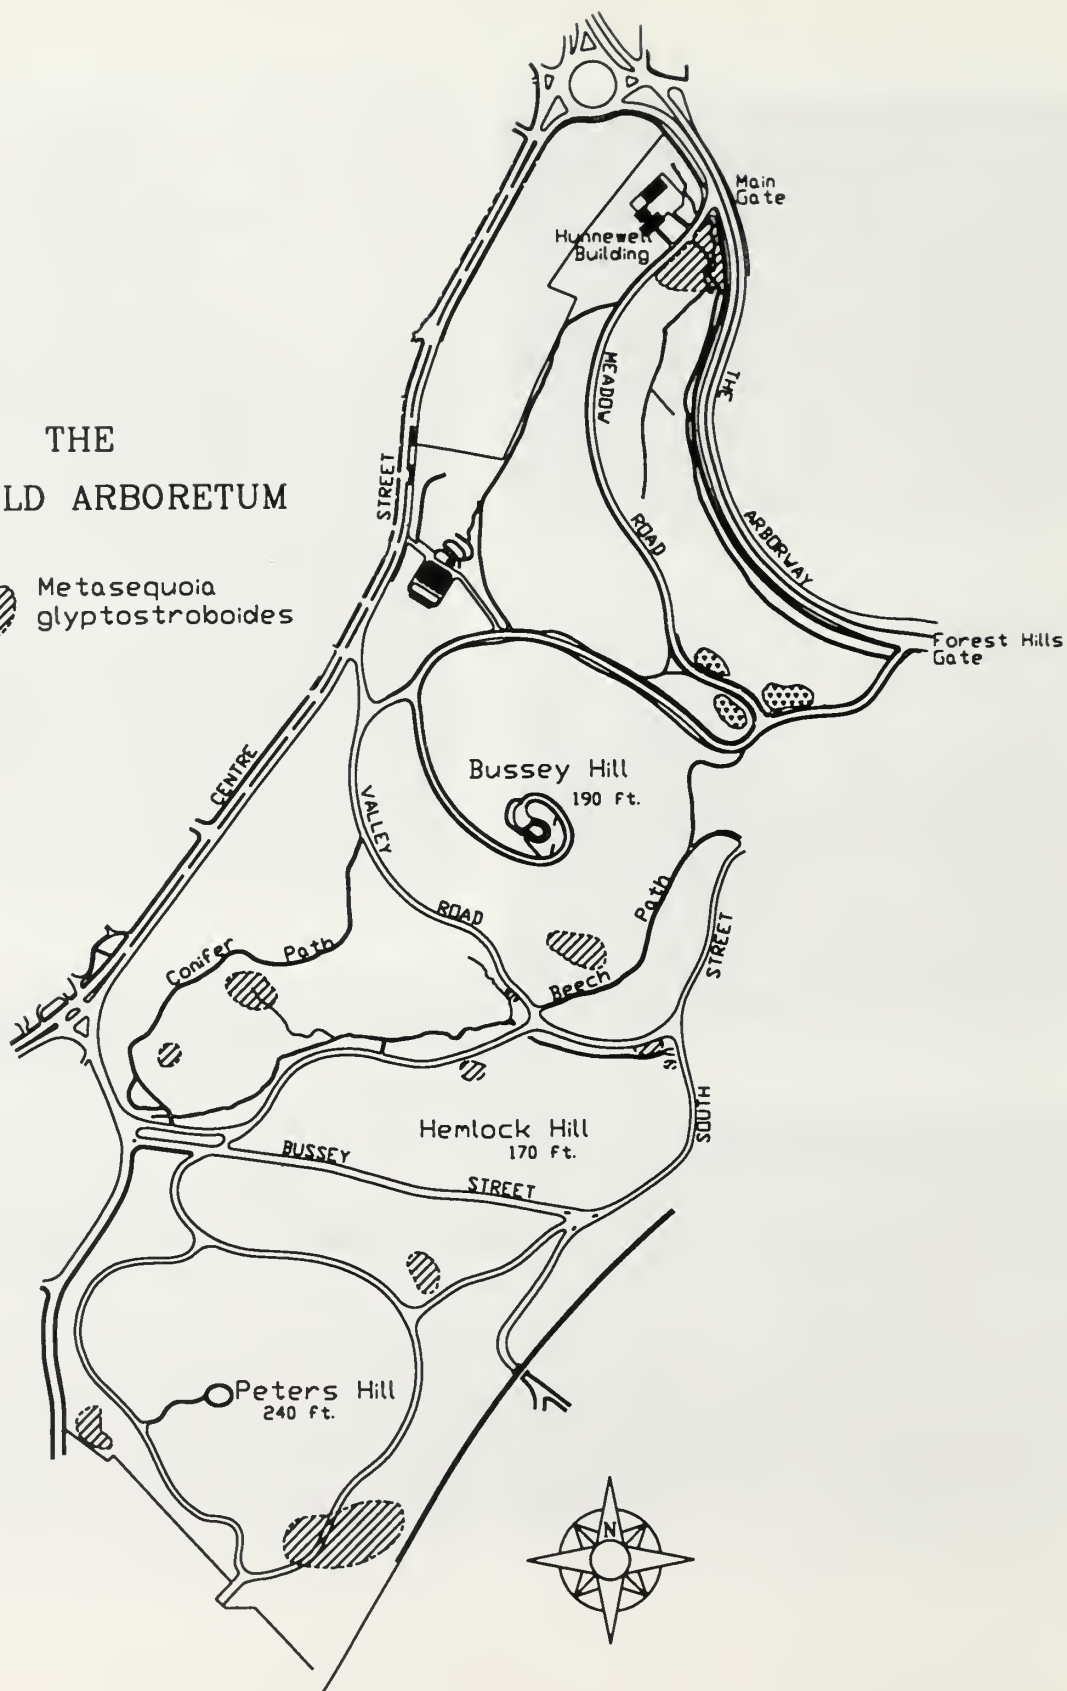 Main
Gate
Hunnewell
Building
MEADOW
ROAD
THE
ARBORWAY
THE
LD ARBORETUM
STREET
Metasequoia
glyptostroboides
Forest Hills
Gate
CENTRE
Bussey Hill
190 Ft.
VALLEY
ROAD
Path
STREET
Conifer Path
Beech
Hemlock Hill
170 Ft.
SOUTH
BUSSEY
STREET
Peters Hill
240 Ft.
N